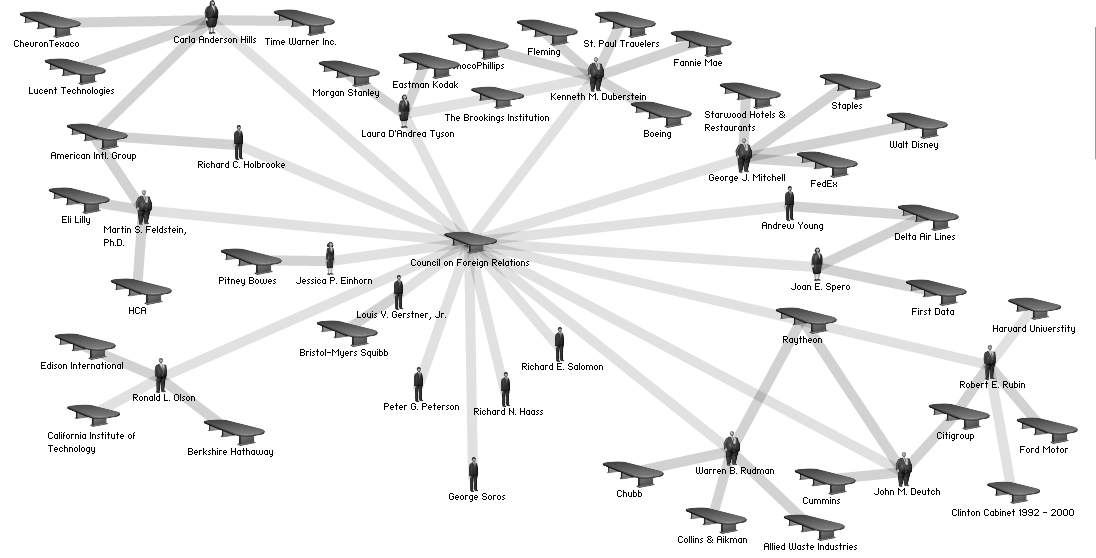 Carla Anderson Hills
Time Warner Inc.
ChevronTexaco
St. Paul Travelers
Fleming
Fannie Mae
nocoPhillips
Eastman Kodak
Lucent Technologies
Morgan Stanley
Kenneth M. Duberstein
Staples
Starwood Hotels &
Restaurants
The Brookings Institution
Laura D'Andrea Tyson
Boeing
Walt Disney
American Intl. Group
Richard C. Holbrooke
George J. Mitchell
FedEx
Eli Lilly
Martin S. Feldstein,
Ph.D.
Andrew Young
Delta Air Lines
Council on Foreign Relations
Pitney Bowes
Jessica P. Einhorn
Joan E. Spero
HCA
Louis V. Gerstner, Jr.
First Data
Harvard Universtity
Raytheon
Bristol-Myers Squibb
Edison International
Richard E. Salomon
Robert E. Rubin
Ronald L. Olson
Peter G. Peterson
Richard N. Haass
California Institute of
Technology
Berkshire Hathaway
Citigroup
Ford Motor
Warren B. Rudman
George Soros
Chubb
Cummins
John M. Deutch
Clinton Cabinet 1992 - 2000
Collins & Aikman
Allied Waste Industries